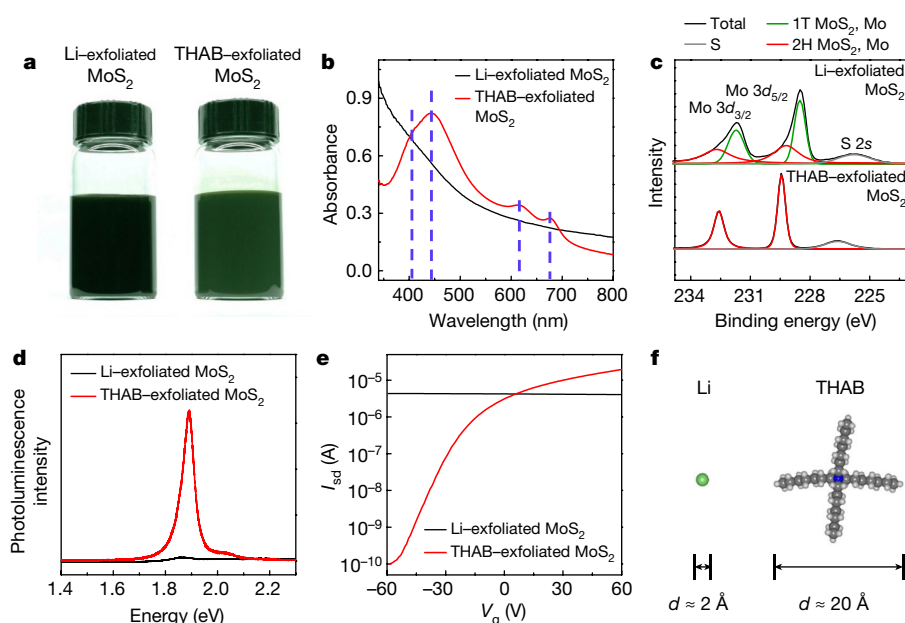 a
Li–exfoliated MoS2
THAB–exfoliated MoS2
b
Li–exfoliated MoS2
THAB–exfoliated MoS2
0.9
0.6
0.3
0.0
Absorbance
400 500 600 700 800
Wavelength (nm)
c
Total
S
1T MoS2, Mo
2H MoS2, Mo
Li–exfoliated MoS2
Mo 3d5/2
Mo 3d3/2
S 2s
THAB–exfoliated MoS2
Intensity
234 231 228 225
Binding energy (eV)
d
Li–exfoliated MoS2
THAB–exfoliated MoS2
Photoluminescence intensity
1.4 1.6 1.8 2.0 2.2
Energy (eV)
e
10−5
10−6
10−7
10−8
10−9
10−10
Isd (A)
Li–exfoliated MoS2
THAB–exfoliated MoS2
−60 −30 0 30 60
Vg (V)
f
Li THAB
d ≈ 2 Å d ≈ 20 Å